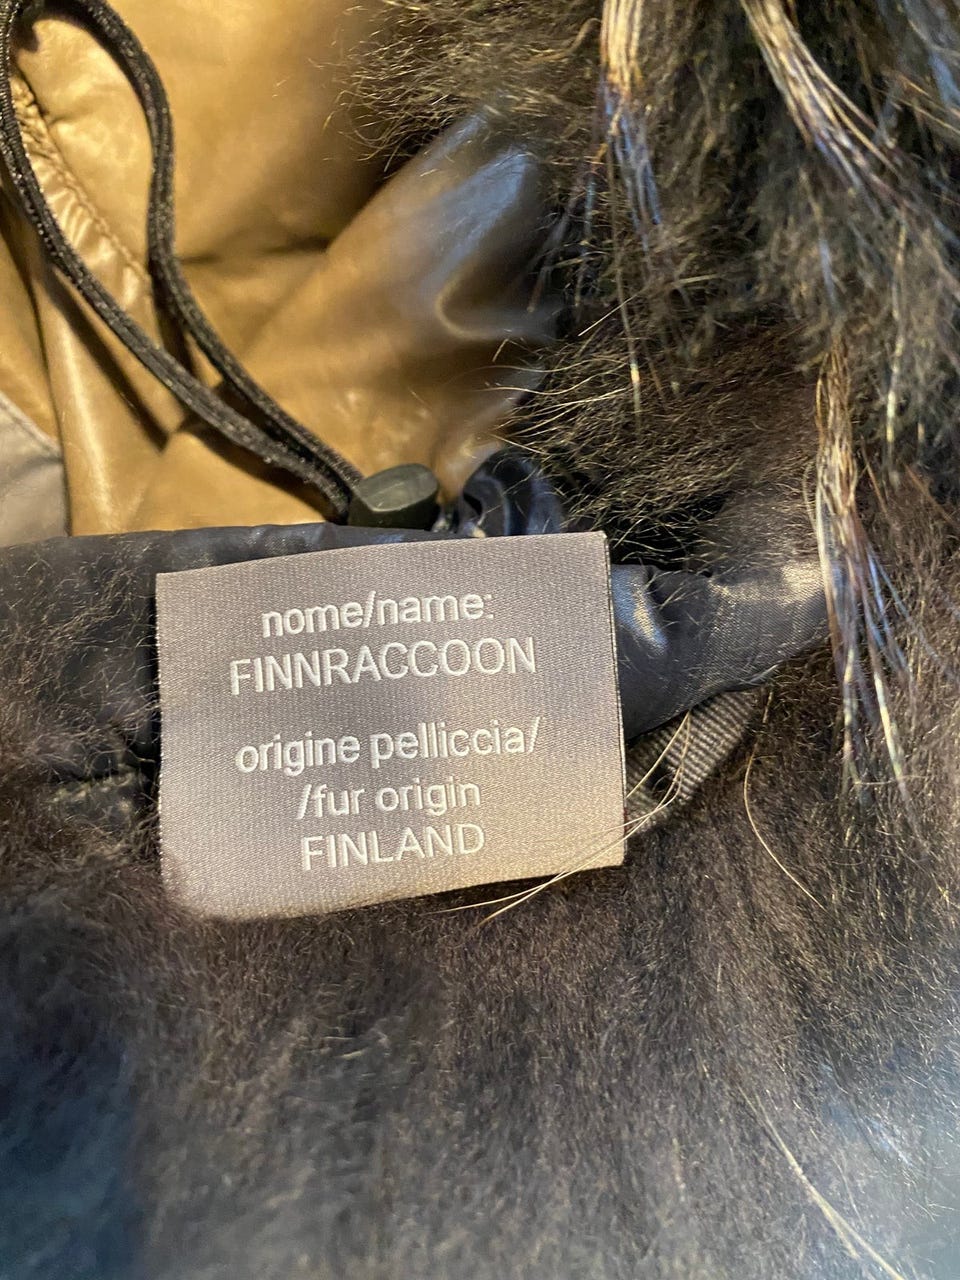 nome/name:
FINNRACCOON
origine pelliccia/
/fur origin
FINLAND